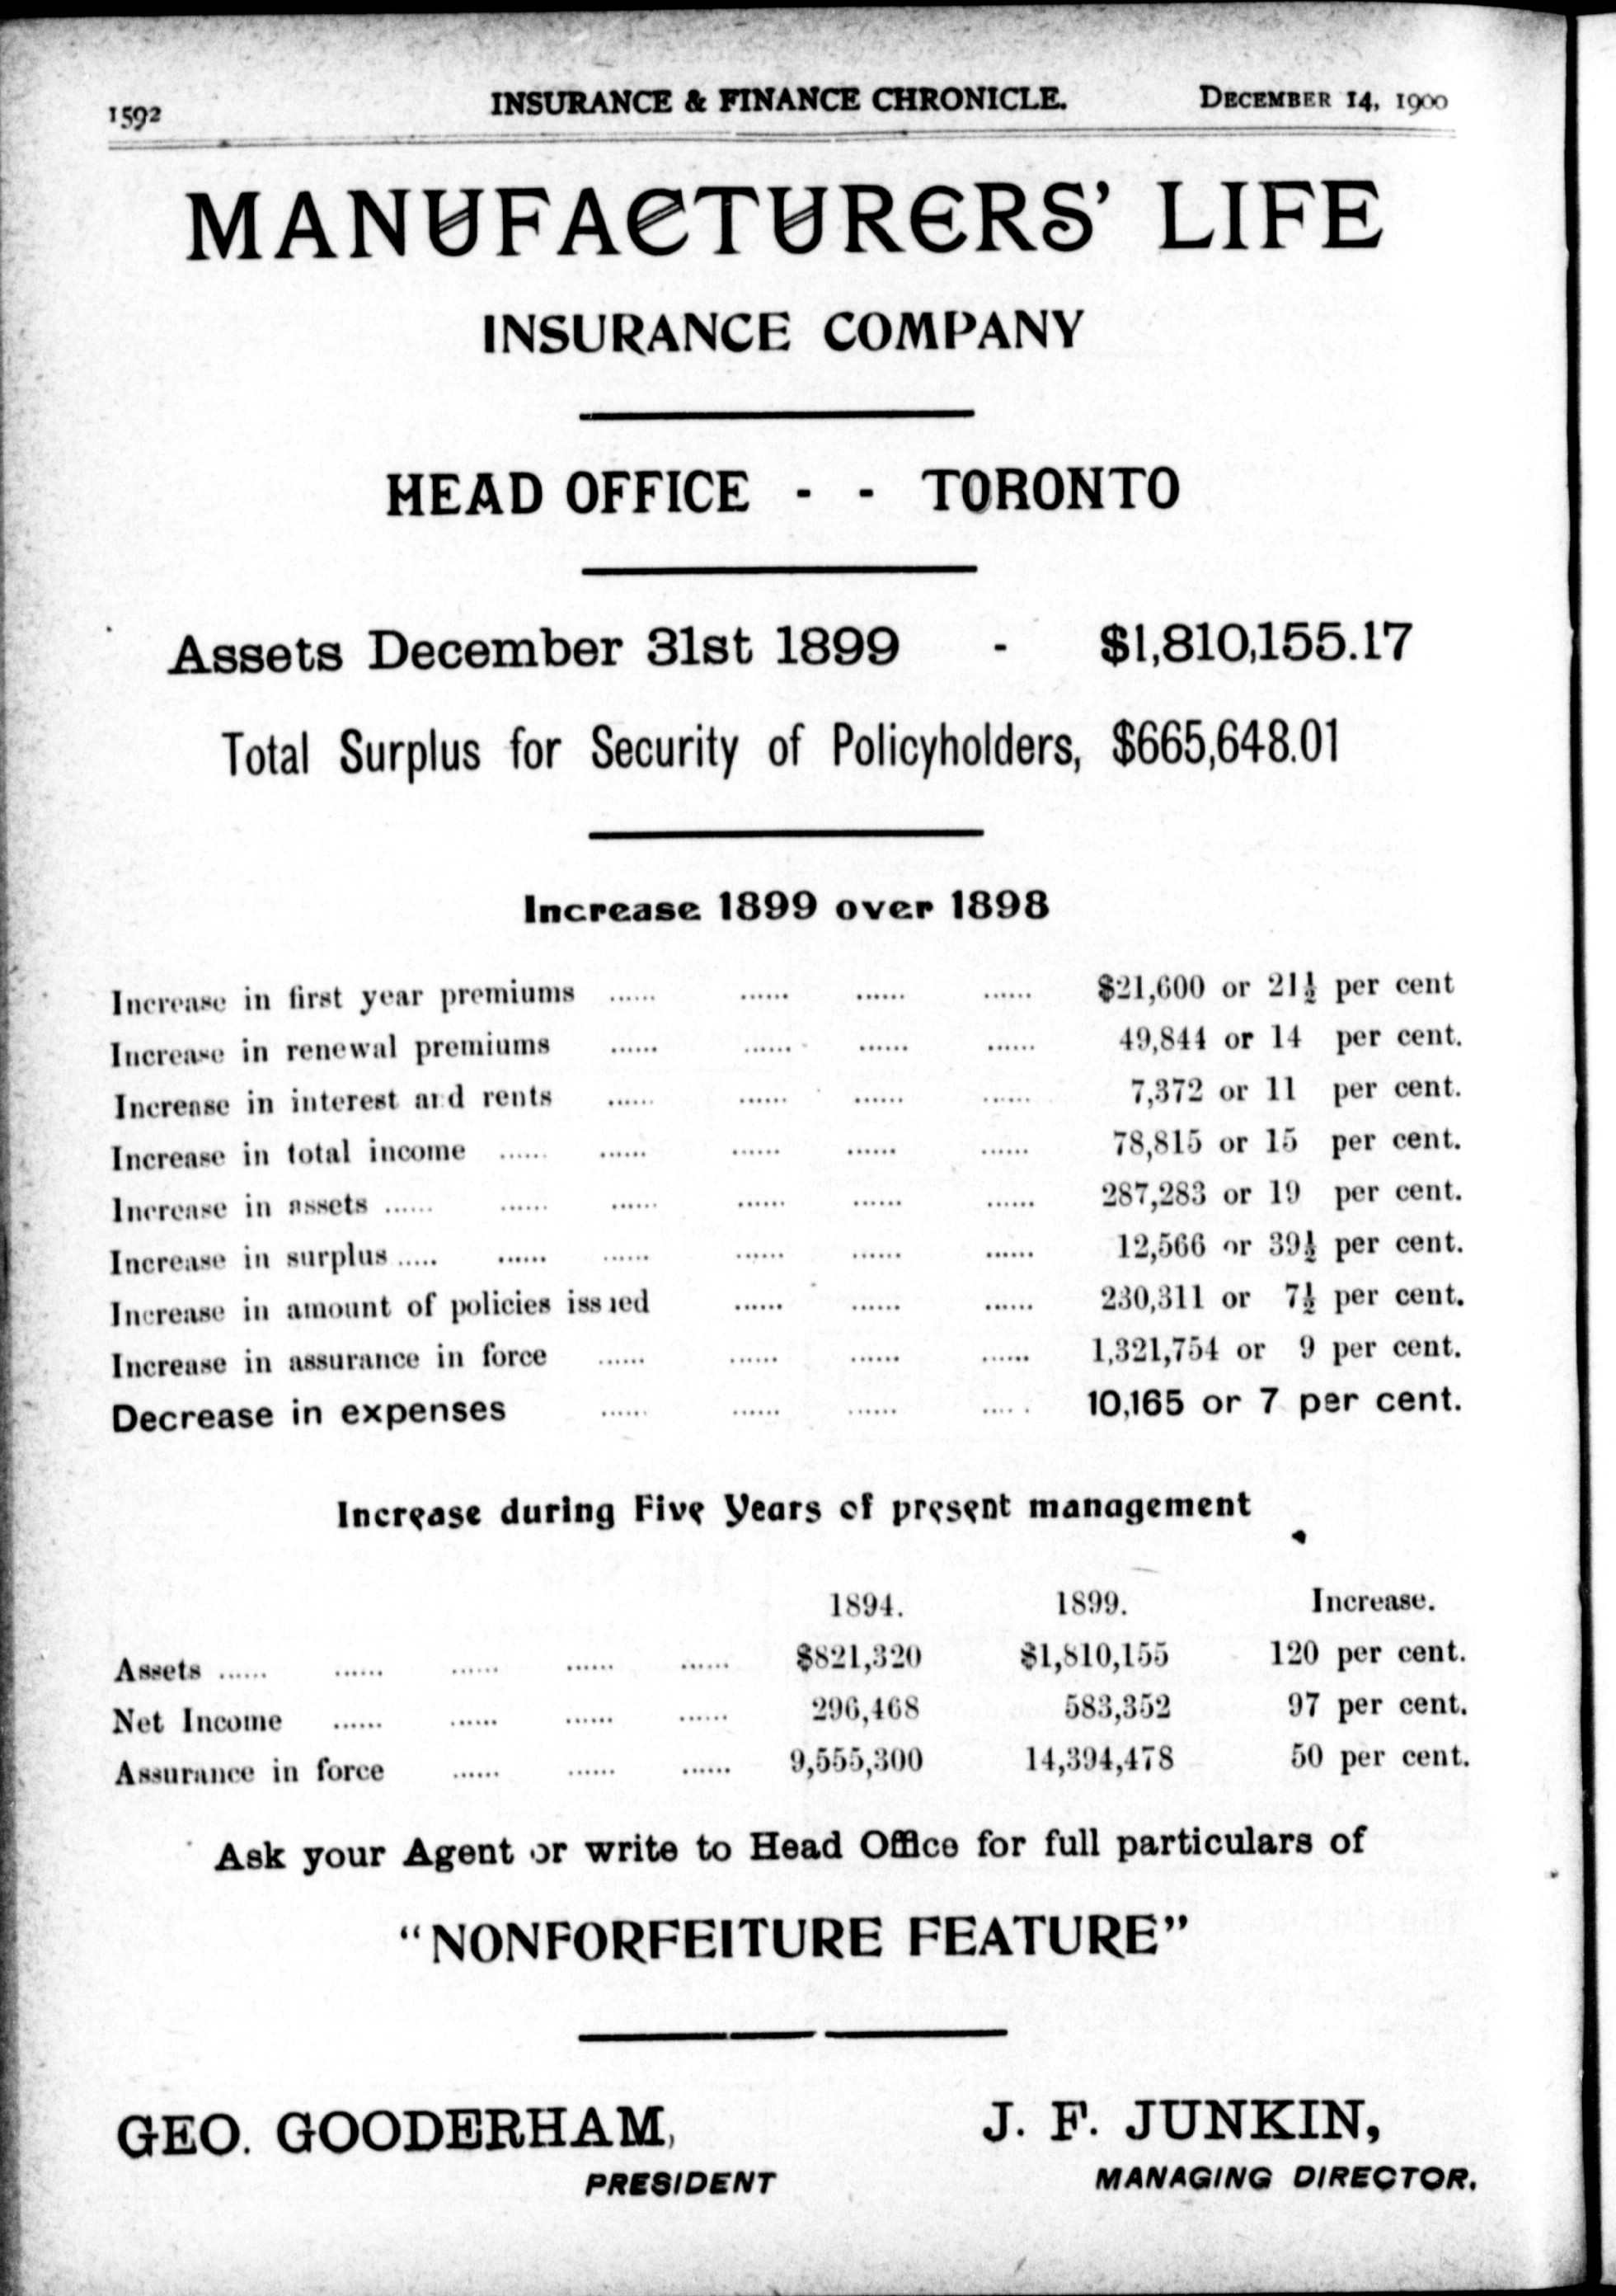 1592 INSURANCE & FINANCE CHRONICLE. DECEMBER 14, 1900
MANUFACTURERS' LIFE
INSURANCE COMPANY
HEAD OFFICE - - TORONTO
Assets December 31st 1899 - $1,810,155.17
Total Surplus for Security of Policyholders, $665,648.01
Increase 1899 over 1898
Increase in first year premiums ...... ...... ...... ...... $21,600 or 21½ per cent
Increase in renewal premiums ...... ...... ...... ...... 49,844 or 14 per cent.
Increase in interest and rents ...... ...... ...... ...... 7,372 or 11 per cent.
Increase in total income ...... ...... ...... ...... ...... 78,815 or 15 per cent.
Increase in assets ...... ...... ...... ...... ...... ...... 287,283 or 19 per cent.
Increase in surplus ..... ...... ...... ...... ...... ...... 12,566 or 39½ per cent.
Increase in amount of policies issued ...... ...... ...... 230,311 or 7½ per cent.
Increase in assurance in force ...... ...... ...... ...... 1,321,754 or 9 per cent.
Decrease in expenses ...... ...... ...... ..... 10,165 or 7 per cent.
Increase during Five Years of present management
1894. 1899. Increase.
Assets ...... ...... ...... ...... ...... $821,320 $1,810,155 120 per cent.
Net Income ...... ...... ...... ...... 296,468 583,352 97 per cent.
Assurance in force ...... ...... ...... 9,555,300 14,394,478 50 per cent.
Ask your Agent or write to Head Office for full particulars of
"NONFORFEITURE FEATURE"
GEO. GOODERHAM, J. F. JUNKIN,
PRESIDENT MANAGING DIRECTOR.